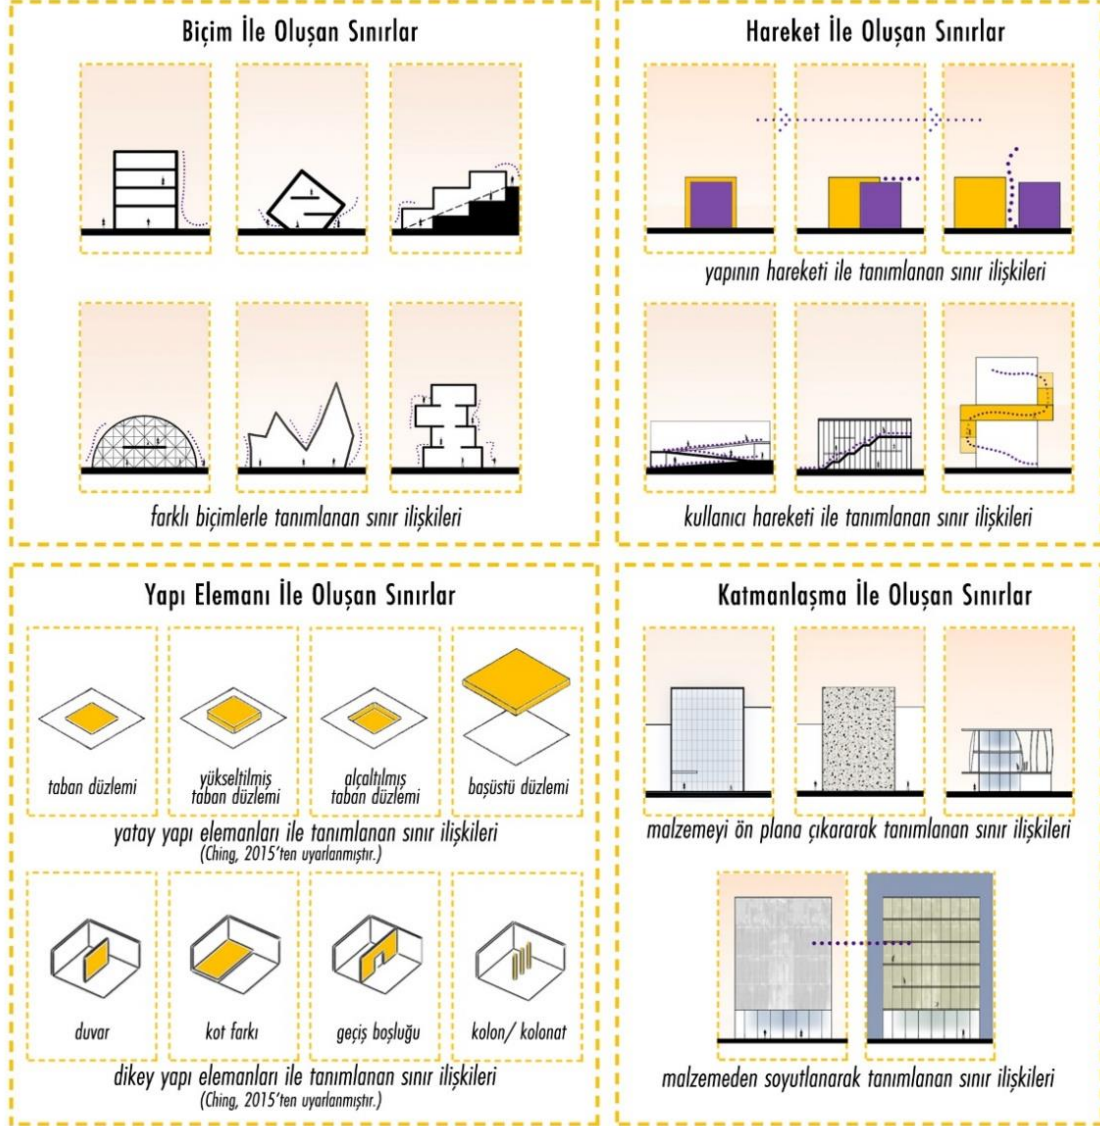 Biçim İle Oluşan Sınırlar
farklı biçimlerle tanımlanan sınır ilişkileri
Hareket İle Oluşan Sınırlar
yapının hareketi ile tanımlanan sınır ilişkileri
kullanıcı hareketi ile tanımlanan sınır ilişkileri
Yapı Elemanı İle Oluşan Sınırlar
taban düzlemi
yükseltilmiş
taban düzlemi
alçaltılmış
taban düzlemi
başüstü düzlemi
yatay yapı elemanları ile tanımlanan sınır ilişkileri
(Ching, 2015'ten uyarlanmıştır.)
duvar
kot farkı
geçiş boşluğu
kolon/ kolonat
dikey yapı elemanları ile tanımlanan sınır ilişkileri
(Ching, 2015'ten uyarlanmıştır.)
Katmanlaşma İle Oluşan Sınırlar
malzemeyi ön plana çıkararak tanımlanan sınır ilişkileri
malzemeden soyutlanarak tanımlanan sınır ilişkileri